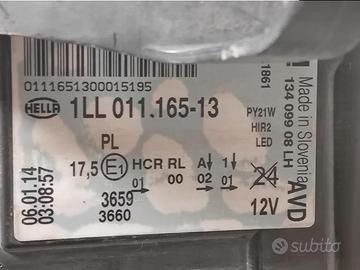 0111651300015195
HELLA
1LL 011.165-13
PL
PY21W
HIR2
LED
17,5 E1 HCR RL A 1
01 00 02 01 24
3659
3660
12V
06.01.14
03:08:57
1861
Made in Slovenia
134 099 08 LH
AVD
subito